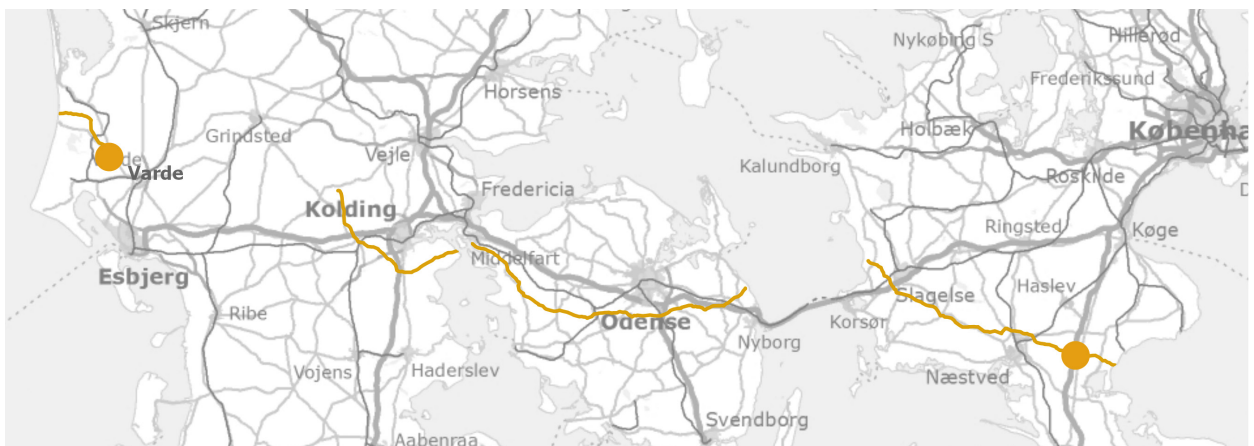 Skjern
Nykøbing S
Hillerød
Frederikssund
Horsens
Grindsted
Holbæk
Københa
Vejle
Kalundborg
Varde
Roskilde
Fredericia
Kolding
Ringsted
Køge
Middelfart
Esbjerg
Haslev
Slagelse
Ribe
Odense
Korsør
Nyborg
Vojens
Haderslev
Næstved
Svendborg
Aabenraa